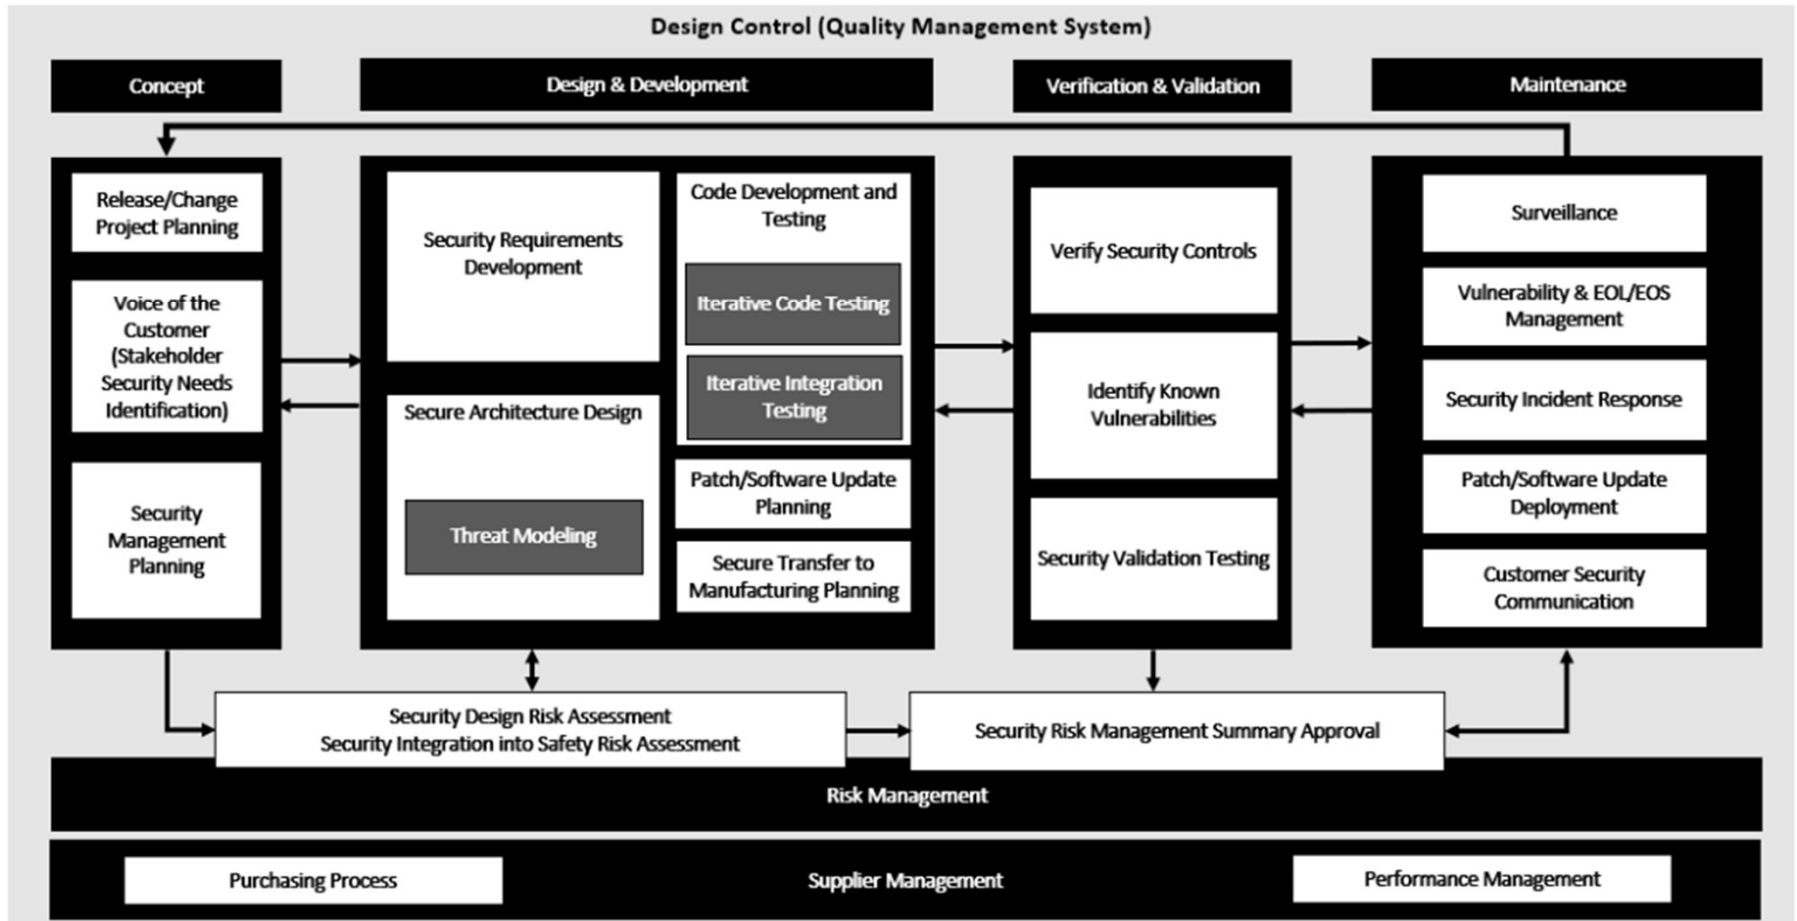 Design Control (Quality Management System)
Concept
Design & Development
Verification & Validation
Maintenance
Release/Change
Project Planning
Voice of the
Customer
(Stakeholder
Security Needs
Identification)
Security
Management
Planning
Security Requirements
Development
Secure Architecture Design
Threat Modeling
Code Development and
Testing
Iterative Code Testing
Iterative Integration
Testing
Patch/Software Update
Planning
Secure Transfer to
Manufacturing Planning
Verify Security Controls
Identify Known
Vulnerabilities
Security Validation Testing
Surveillance
Vulnerability & EOL/EOS
Management
Security Incident Response
Patch/Software Update
Deployment
Customer Security
Communication
Security Design Risk Assessment
Security Integration into Safety Risk Assessment
Security Risk Management Summary Approval
Risk Management
Purchasing Process
Supplier Management
Performance Management